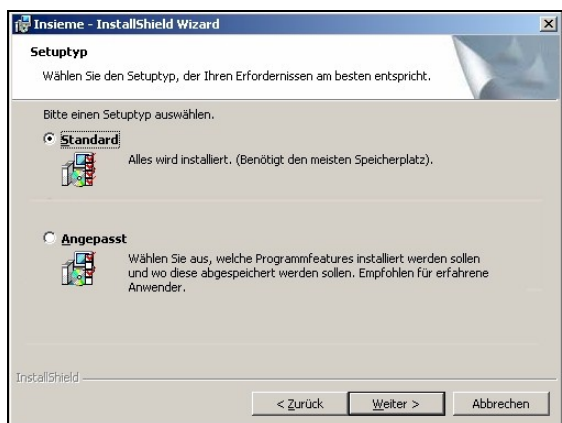 Insieme - InstallShield Wizard
Setuptyp
Wählen Sie den Setuptyp, der Ihren Erfordernissen am besten entspricht.
Bitte einen Setuptyp auswählen.
Standard
Alles wird installiert. (Benötigt den meisten Speicherplatz).
Angepasst
Wählen Sie aus, welche Programmfeatures installiert werden sollen
und wo diese abgespeichert werden sollen. Empfohlen für erfahrene
Anwender.
InstallShield
< Zurück Weiter > Abbrechen